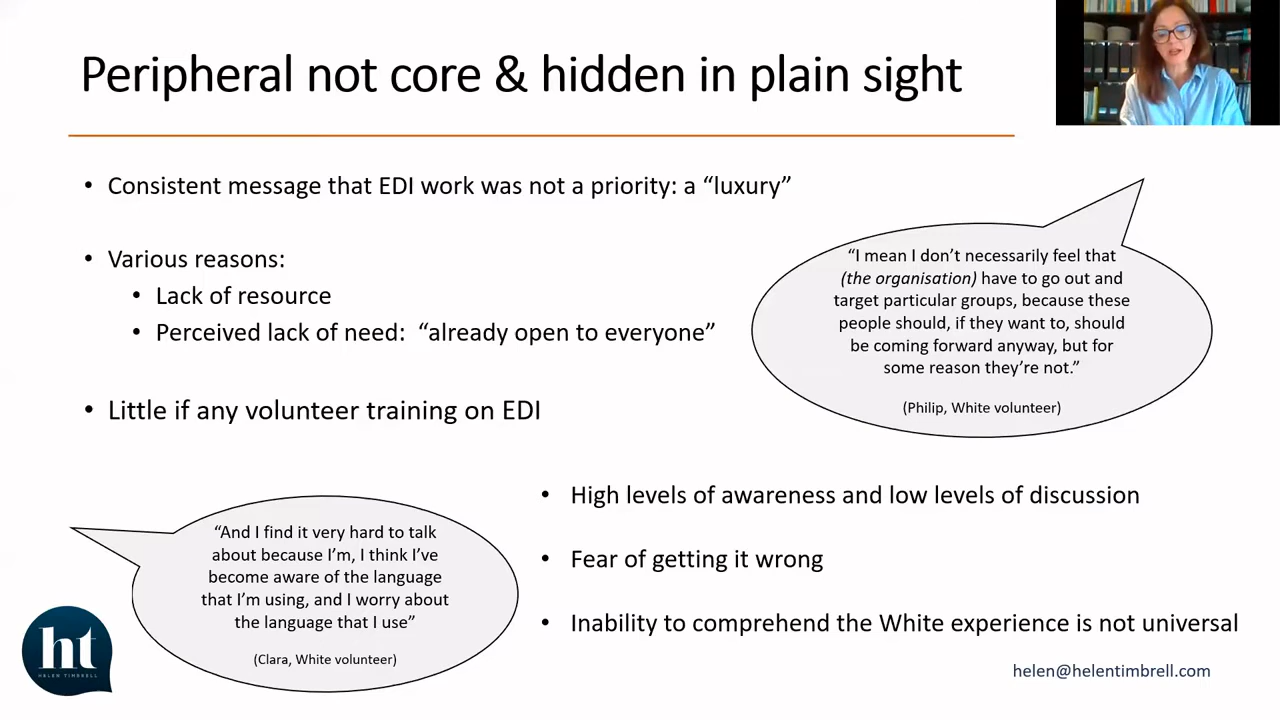 Peripheral not core & hidden in plain sight
• Consistent message that EDI work was not a priority: a “luxury”
• Various reasons:
• Lack of resource
• Perceived lack of need:  “already open to everyone”
• Little if any volunteer training on EDI
“I mean I don’t necessarily feel that
(the organisation) have to go out and
target particular groups, because these
people should, if they want to, should
be coming forward anyway, but for
some reason they’re not.”
(Philip, White volunteer)
“And I find it very hard to talk
about because I’m, I think I’ve
become aware of the language
that I’m using, and I worry about
the language that I use”
(Clara, White volunteer)
• High levels of awareness and low levels of discussion
• Fear of getting it wrong
• Inability to comprehend the White experience is not universal
ht
HELEN TIMBRELL
helen@helentimbrell.com